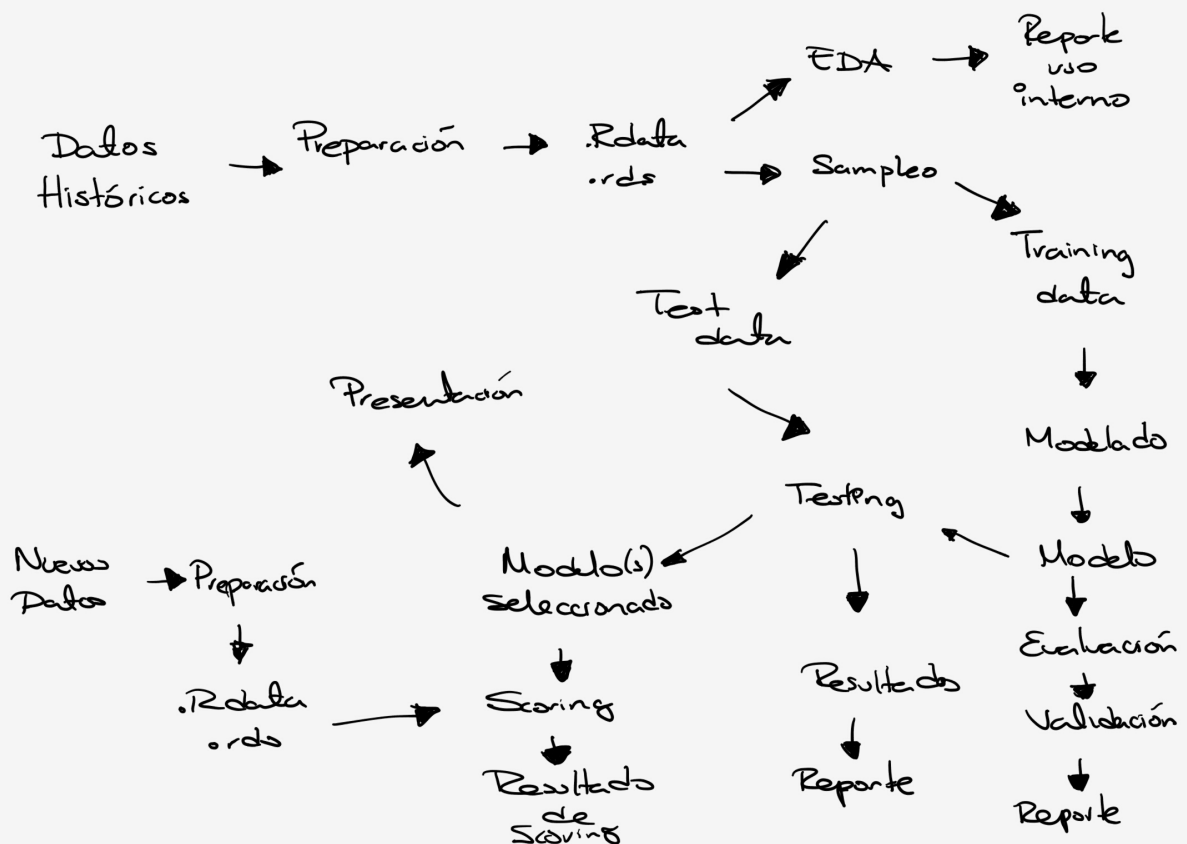 EDA
Reporte
uso
interno
Datos
Históricos
Preparación
.Rdata
.rds
Sampleo
Training
data
Test
data
Presentación
Modelado
Testing
Nuevos
Datos
Preparación
Modelo(s)
seleccionado
Modelo
Evaluación
.Rdata
.rds
Scoring
Resultados
Validación
Resultado
de
Scoring
Reporte
Reporte